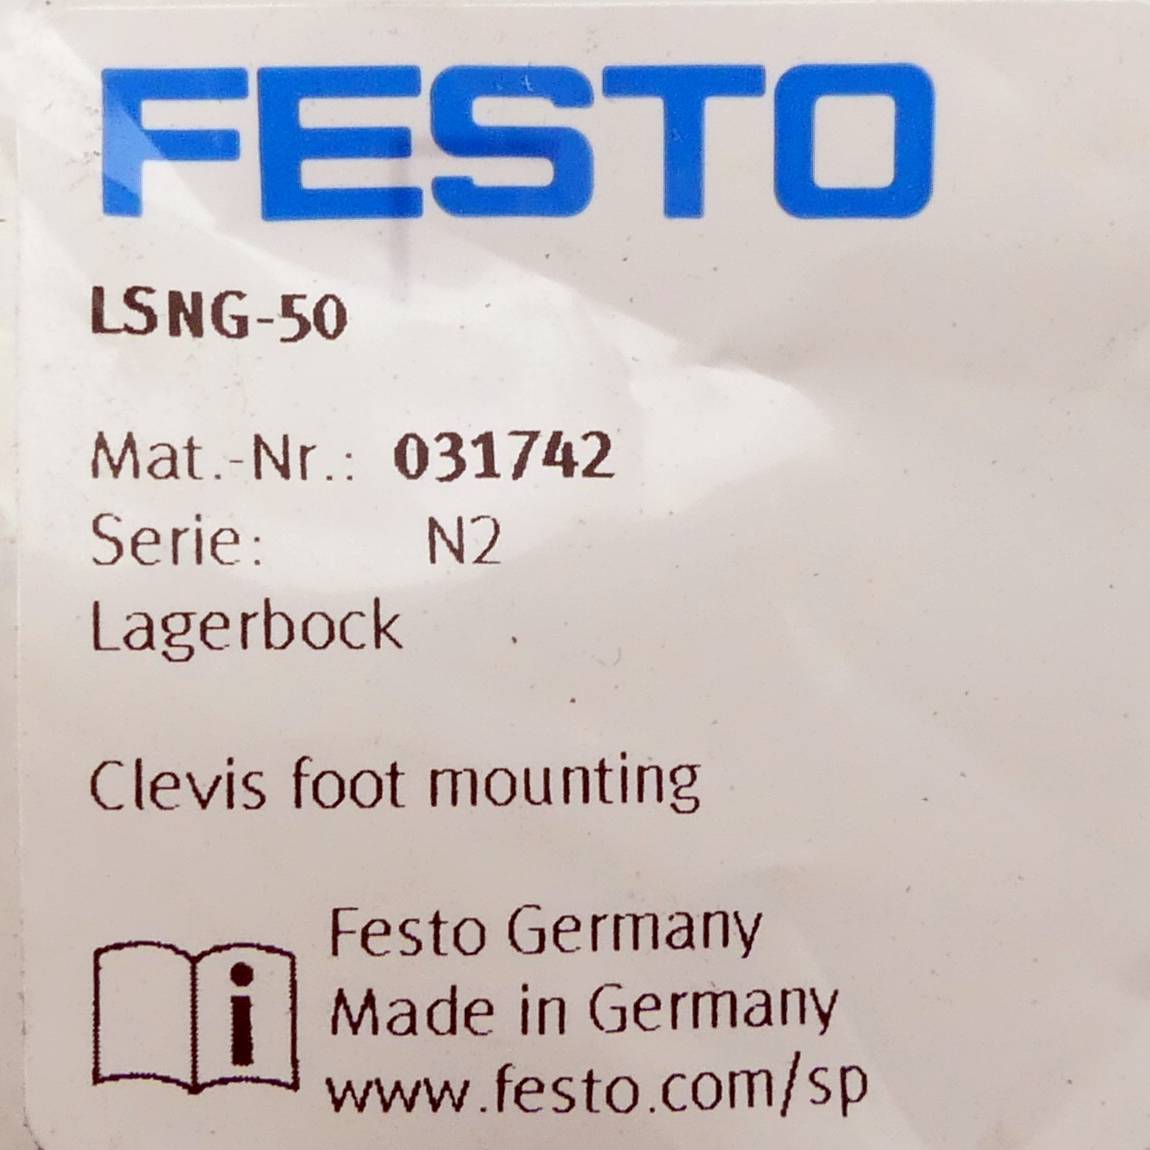 FESTO
LSNG-50
Mat.-Nr.: 031742
Serie: N2
Lagerbock
Clevis foot mounting
i
Festo Germany
Made in Germany
www.festo.com/sp